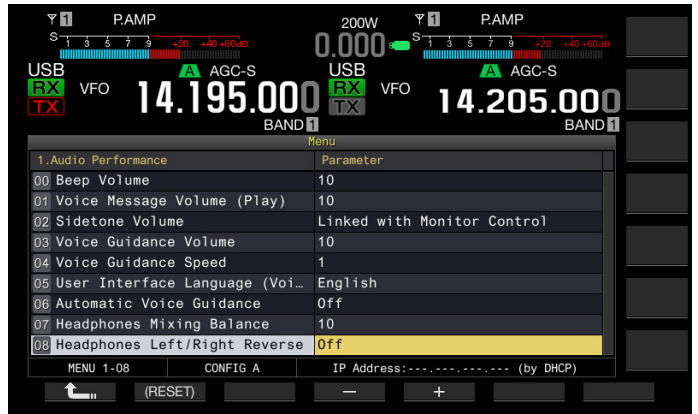 1 P.AMP 200W 1 P.AMP
S 1 3 5 7 9 +20 +40 +60dB 0.000 S 1 3 5 7 9 +20 +40 +60dB
USB A AGC-S USB A AGC-S
RX VFO 14.195.000 RX VFO 14.205.000
TX TX
BAND 1 BAND 1
Menu
1.Audio Performance Parameter
00 Beep Volume 10
01 Voice Message Volume (Play) 10
02 Sidetone Volume Linked with Monitor Control
03 Voice Guidance Volume 10
04 Voice Guidance Speed 1
05 User Interface Language (Voi… English
06 Automatic Voice Guidance Off
07 Headphones Mixing Balance 10
08 Headphones Left/Right Reverse Off
MENU 1-08 CONFIG A IP Address:---.---.---.--- (by DHCP)
(RESET) − +